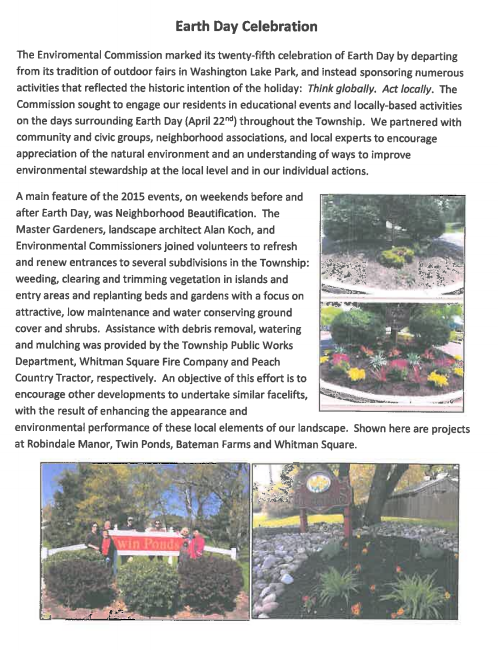 Earth Day Celebration
The Enviromental Commission marked its twenty-fifth celebration of Earth Day by departing
from its tradition of outdoor fairs in Washington Lake Park, and instead sponsoring numerous
activities that reflected the historic intention of the holiday: Think globally. Act locally. The
Commission sought to engage our residents in educational events and locally-based activities
on the days surrounding Earth Day (April 22nd) throughout the Township. We partnered with
community and civic groups, neighborhood associations, and local experts to encourage
appreciation of the natural environment and an understanding of ways to improve
environmental stewardship at the local level and in our individual actions.
A main feature of the 2015 events, on weekends before and
after Earth Day, was Neighborhood Beautification. The
Master Gardeners, landscape architect Alan Koch, and
Environmental Commissioners joined volunteers to refresh
and renew entrances to several subdivisions in the Township:
weeding, clearing and trimming vegetation in islands and
entry areas and replanting beds and gardens with a focus on
attractive, low maintenance and water conserving ground
cover and shrubs. Assistance with debris removal, watering
and mulching was provided by the Township Public Works
Department, Whitman Square Fire Company and Peach
Country Tractor, respectively. An objective of this effort is to
encourage other developments to undertake similar facelifts,
with the result of enhancing the appearance and
environmental performance of these local elements of our landscape. Shown here are projects
at Robindale Manor, Twin Ponds, Bateman Farms and Whitman Square.
win Ponds